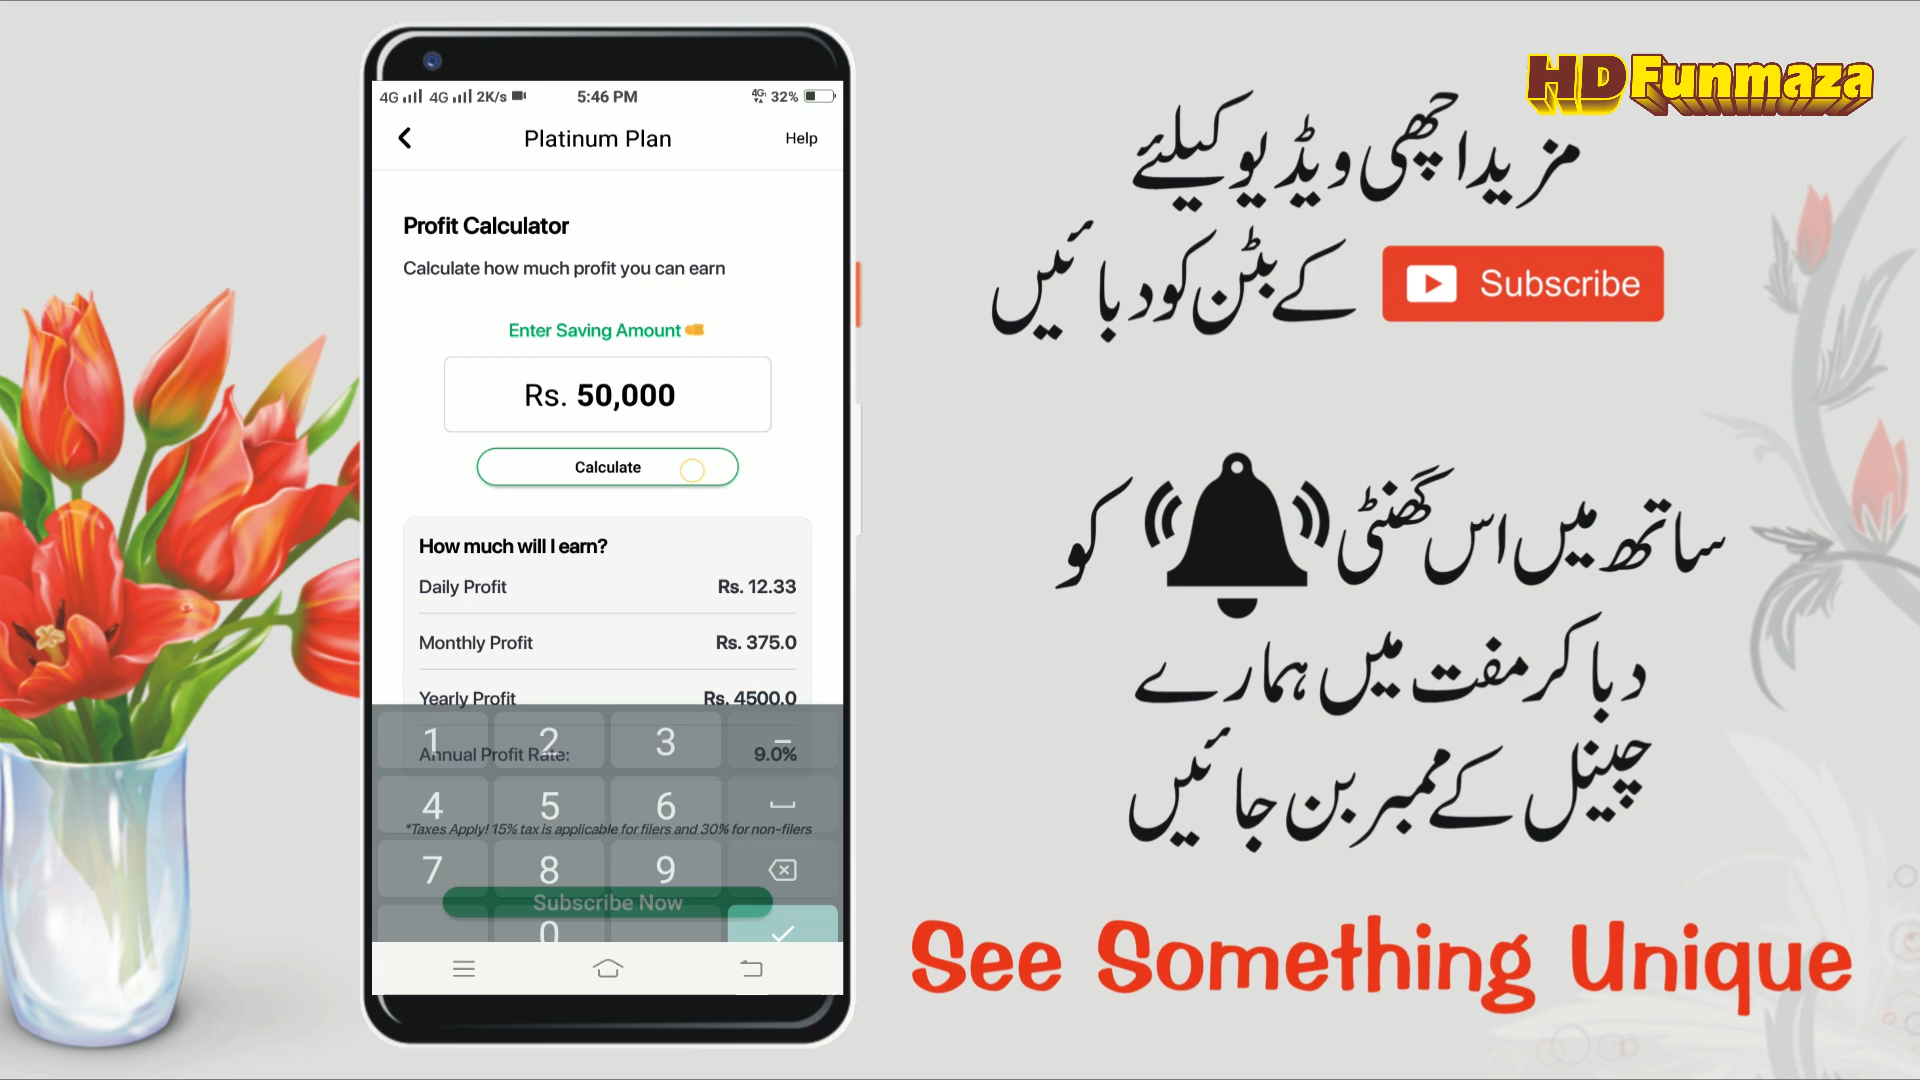 4G 4G 2K/s 5:46 PM 4G 32%
Platinum Plan Help
Profit Calculator
Calculate how much profit you can earn
Enter Saving Amount
Rs. 50,000
Calculate
How much will I earn?
Daily Profit Rs. 12.33
Monthly Profit Rs. 375.0
Yearly Profit Rs. 4500.0
1 2 3 –
Annual Profit Rate: 9.0%
4 5 6
*Taxes Apply! 15% tax is applicable for filers and 30% for non-filers
7 8 9
Subscribe Now
0
HD Funmaza
مزید اچھی ویڈیو کیلئے
Subscribe کے بٹن کو دبائیں
ساتھ میں اس گھنٹی کو
دبا کر مفت میں ہمارے
چینل کے ممبر بن جائیں
See Something Unique